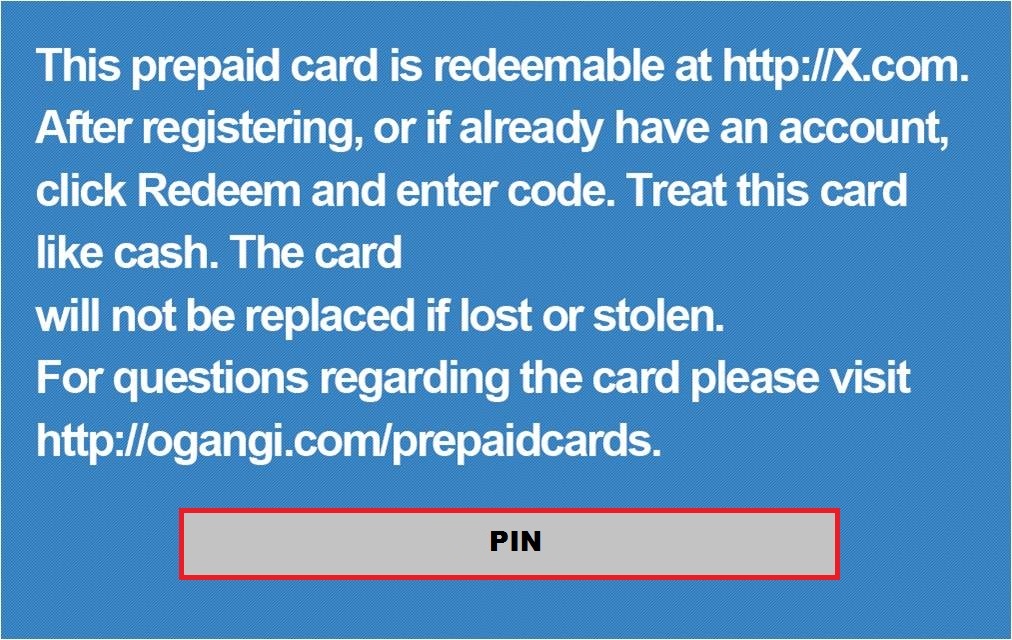 This prepaid card is redeemable at http://X.com.
After registering, or if already have an account,
click Redeem and enter code. Treat this card
like cash. The card
will not be replaced if lost or stolen.
For questions regarding the card please visit
http://ogangi.com/prepaidcards.
PIN